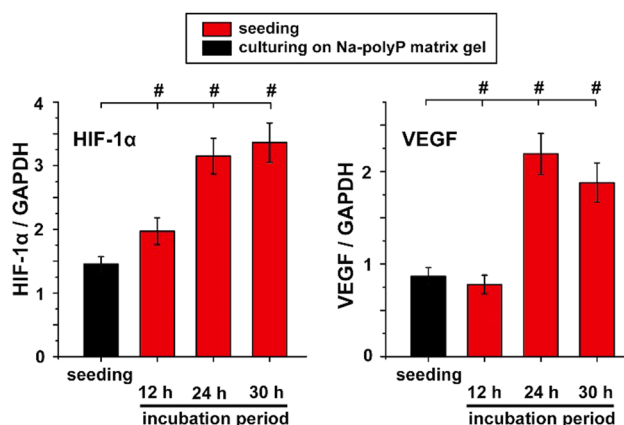 seeding
culturing on Na-polyP matrix gel
# # #
HIF-1α
HIF-1α / GAPDH
4
3
2
1
0
seeding
12 h 24 h 30 h
incubation period
# # #
VEGF
VEGF / GAPDH
2
1
0
seeding
12 h 24 h 30 h
incubation period